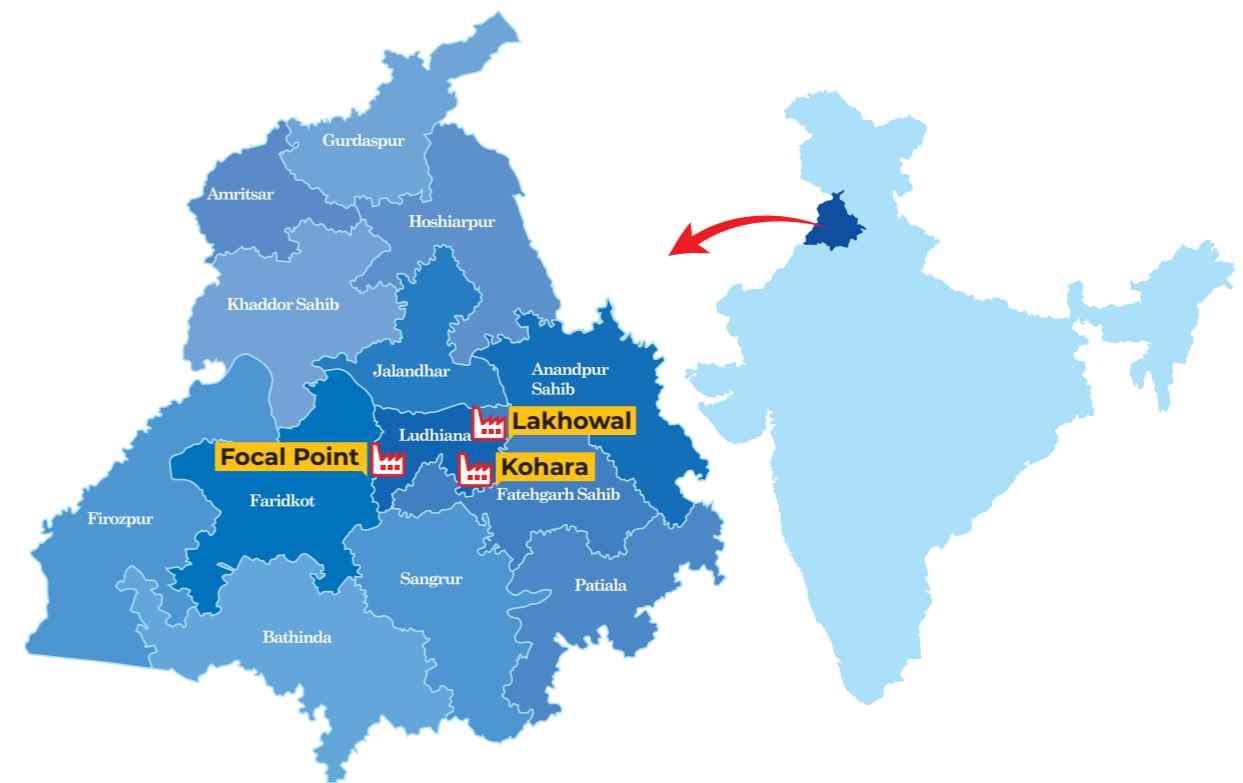 Gurdaspur
Amritsar
Hoshiarpur
Khaddor Sahib
Jalandhar
Anandpur
Sahib
Lakhowal
Ludhiana
Focal Point
Kohara
Fatehgarh Sahib
Faridkot
Firozpur
Sangrur
Patiala
Bathinda